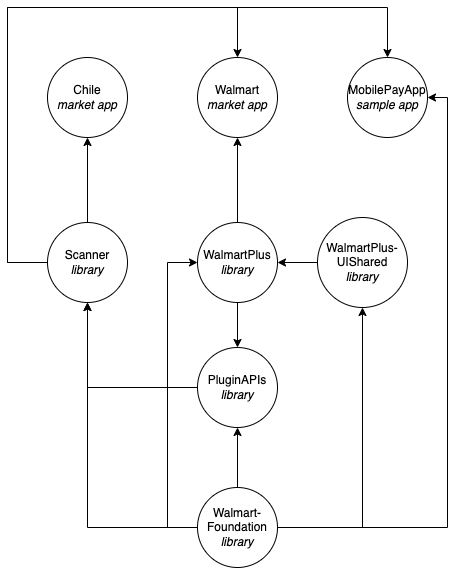 Chile
market app
Walmart
market app
MobilePayApp
sample app
Scanner
library
WalmartPlus
library
WalmartPlus-
UIShared
library
PluginAPIs
library
Walmart-
Foundation
library